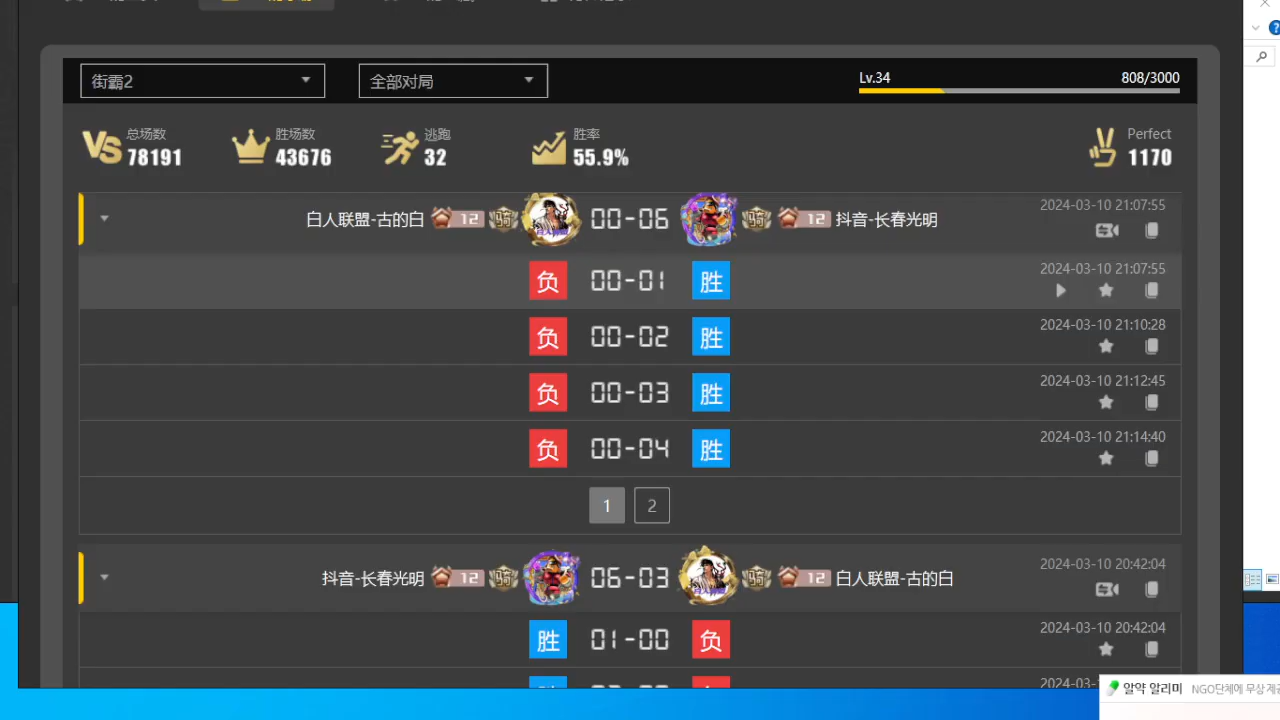 街霸2
全部对局
Lv.34
808/3000
总场数
VS 78191
胜场数
43676
逃跑
32
胜率
55.9%
Perfect
1170
白人联盟-古的白 12 骑 00-06 骑 12 抖音-长春光明
2024-03-10 21:07:55
负 00-01 胜
2024-03-10 21:07:55
负 00-02 胜
2024-03-10 21:10:28
负 00-03 胜
2024-03-10 21:12:45
负 00-04 胜
2024-03-10 21:14:40
1 2
抖音-长春光明 12 骑 06-03 骑 12 白人联盟-古的白
2024-03-10 20:42:04
胜 01-00 负
2024-03-10 20:42:04
2024-03-
알약 알리미 NGO단체에 무상 제공